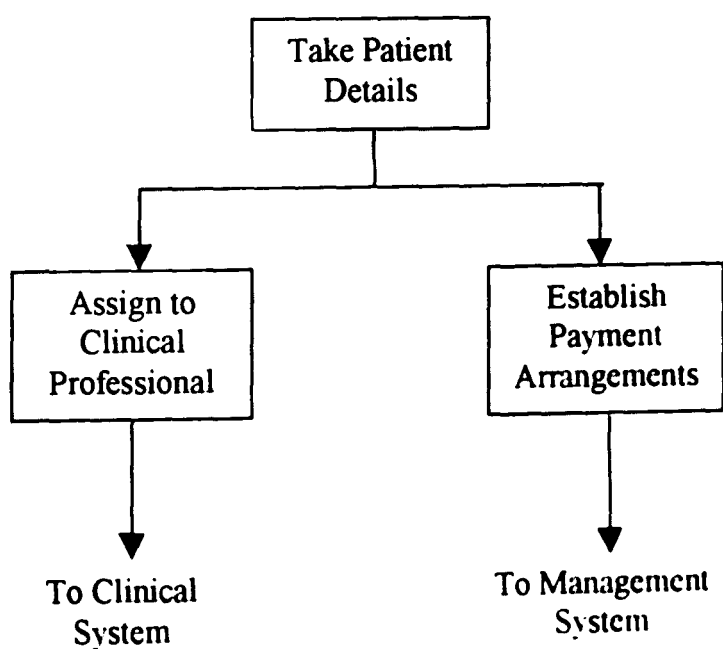 Take Patient
Details
Assign to
Clinical
Professional
Establish
Payment
Arrangements
To Clinical
System
To Management
System